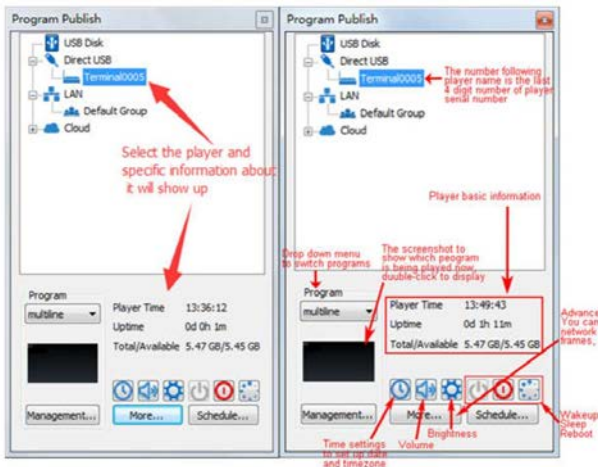 Program Publish
USB Disk
Direct USB
Terminal0005
LAN
Default Group
Cloud
Select the player and
specific information about
it will show up
Program
multiline
Player Time 13:36:12
Uptime 0d 0h 1m
Total/Available 5.47 GB/5.45 GB
Management...
More...
Schedule...
Program Publish
USB Disk
Direct USB
Terminal0005
The number following
player name is the last
4 digit number of player
serial number
LAN
Default Group
Cloud
Player basic information
Drop down menu
to switch programs
The screenshot to
show which peogram
is being played now,
duuble-click to display
Program
multiline
Player Time 13:49:43
Uptime 0d 1h 11m
Total/Available 5.47 GB/5.45 GB
Advance
You can
network
frames,
Management...
More...
Schedule...
Time settings
to set up date
and timezone
Volume
Brightness
Wakeup
Sleep
Reboot